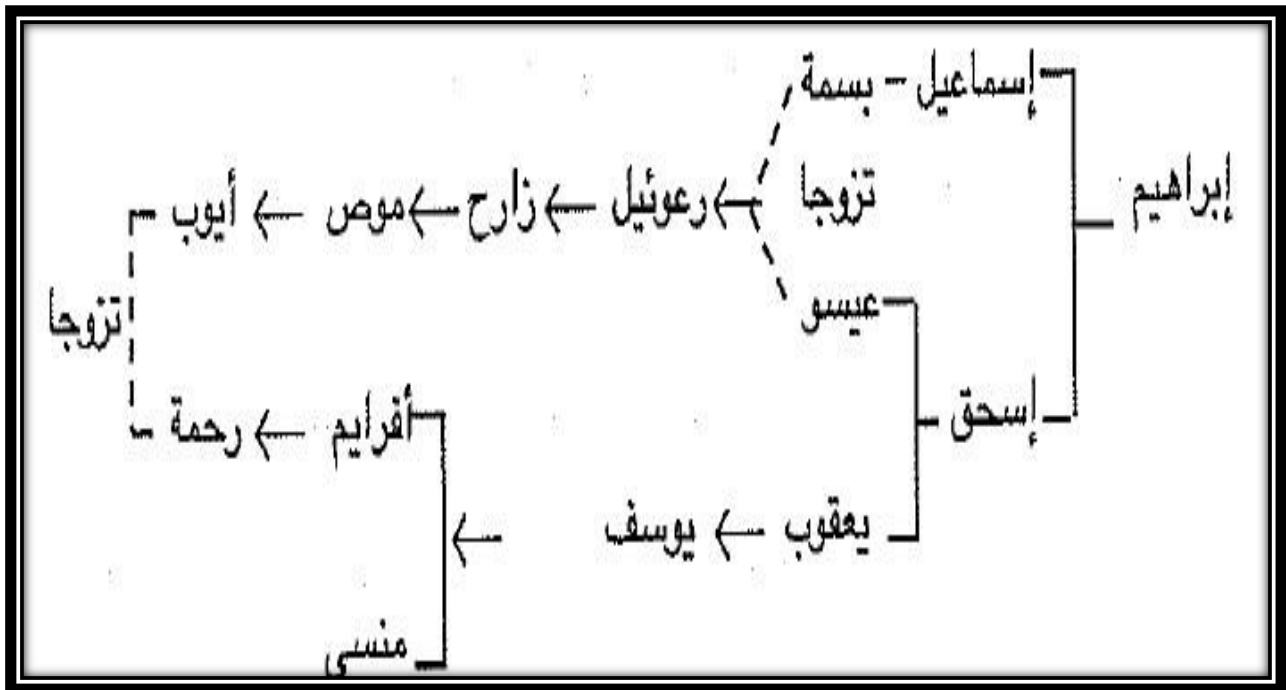 إسماعيل – بسمة
إبراهيم
تزوجا
رعوئيل
زارح
موص
أيوب
عيسو
تزوجا
إسحق
أفرايم
رحمة
يعقوب
يوسف
منسى